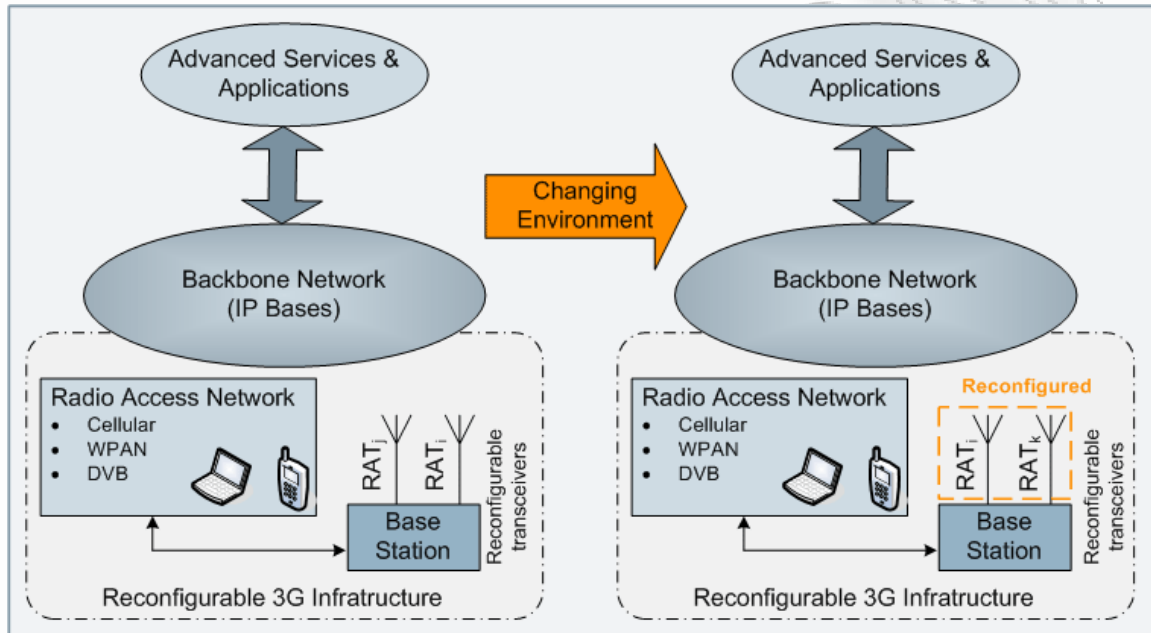 Advanced Services &
Applications
Backbone Network
(IP Bases)
Radio Access Network
• Cellular
• WPAN
• DVB
RATj
RATi
Reconfigurable
transceivers
Base
Station
Reconfigurable 3G Infratructure
Changing
Environment
Advanced Services &
Applications
Backbone Network
(IP Bases)
Radio Access Network
• Cellular
• WPAN
• DVB
Reconfigured
RATi
RATk
Reconfigurable
transceivers
Base
Station
Reconfigurable 3G Infratructure